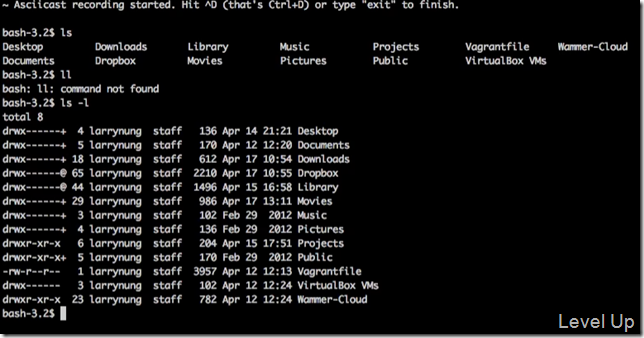 ~ Asciicast recording started. Hit ^D (that's Ctrl+D) or type "exit" to finish.
bash-3.2$ ls
Desktop Downloads Library Music Projects Vagrantfile Wammer-Cloud
Documents Dropbox Movies Pictures Public VirtualBox VMs
bash-3.2$ ll
bash: ll: command not found
bash-3.2$ ls -l
total 8
drwx------+ 4 larrynung staff 136 Apr 14 21:21 Desktop
drwx------+ 5 larrynung staff 170 Apr 12 12:20 Documents
drwx------+ 18 larrynung staff 612 Apr 17 10:54 Downloads
drwx------@ 65 larrynung staff 2210 Apr 17 10:55 Dropbox
drwx------@ 44 larrynung staff 1496 Apr 15 16:58 Library
drwx------+ 29 larrynung staff 986 Apr 17 13:11 Movies
drwx------+ 3 larrynung staff 102 Feb 29 2012 Music
drwx------+ 4 larrynung staff 136 Feb 29 2012 Pictures
drwxr-xr-x 6 larrynung staff 204 Apr 15 17:51 Projects
drwxr-xr-x+ 5 larrynung staff 170 Feb 29 2012 Public
-rw-r--r-- 1 larrynung staff 3957 Apr 12 12:13 Vagrantfile
drwx------ 3 larrynung staff 102 Apr 12 12:24 VirtualBox VMs
drwxr-xr-x 23 larrynung staff 782 Apr 12 12:24 Wammer-Cloud
bash-3.2$
Level Up